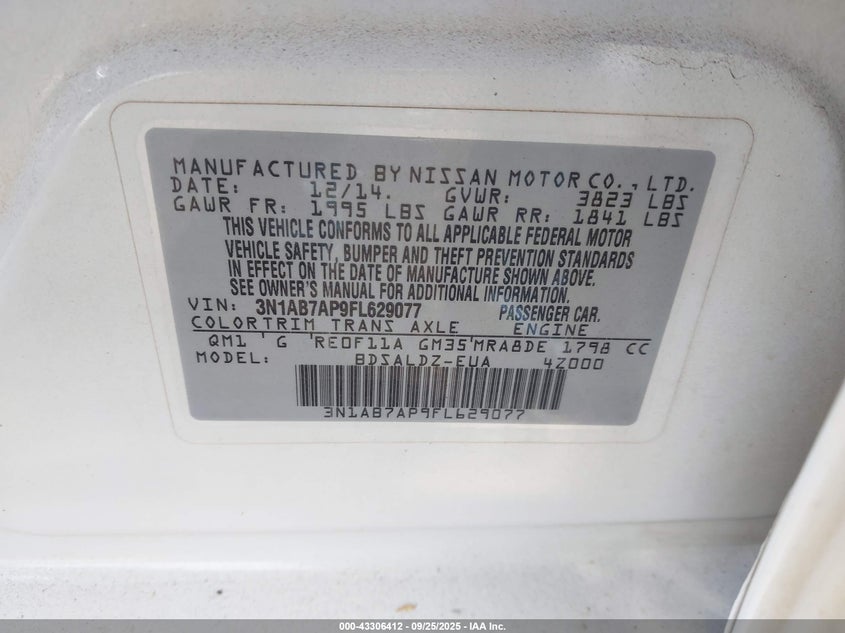 MANUFACTURED BY NISSAN MOTOR CO., LTD.
DATE: 12/14. GVWR: 3823 LBS
GAWR FR: 1995 LBS GAWR RR: 1841 LBS
THIS VEHICLE CONFORMS TO ALL APPLICABLE FEDERAL MOTOR
VEHICLE SAFETY, BUMPER AND THEFT PREVENTION STANDARDS
IN EFFECT ON THE DATE OF MANUFACTURE SHOWN ABOVE.
SEE OWNER'S MANUAL FOR ADDITIONAL INFORMATION.
VIN: 3N1AB7AP9FL629077 PASSENGER CAR.
COLOR TRIM TRANS AXLE ENGINE
QM1 G RE0F11A GM35 MRA8DE 1798 CC
MODEL: BDSALDZ-EUA 4Z000
3N1AB7AP9FL629077
000-43306412 - 09/25/2025 - IAA Inc.